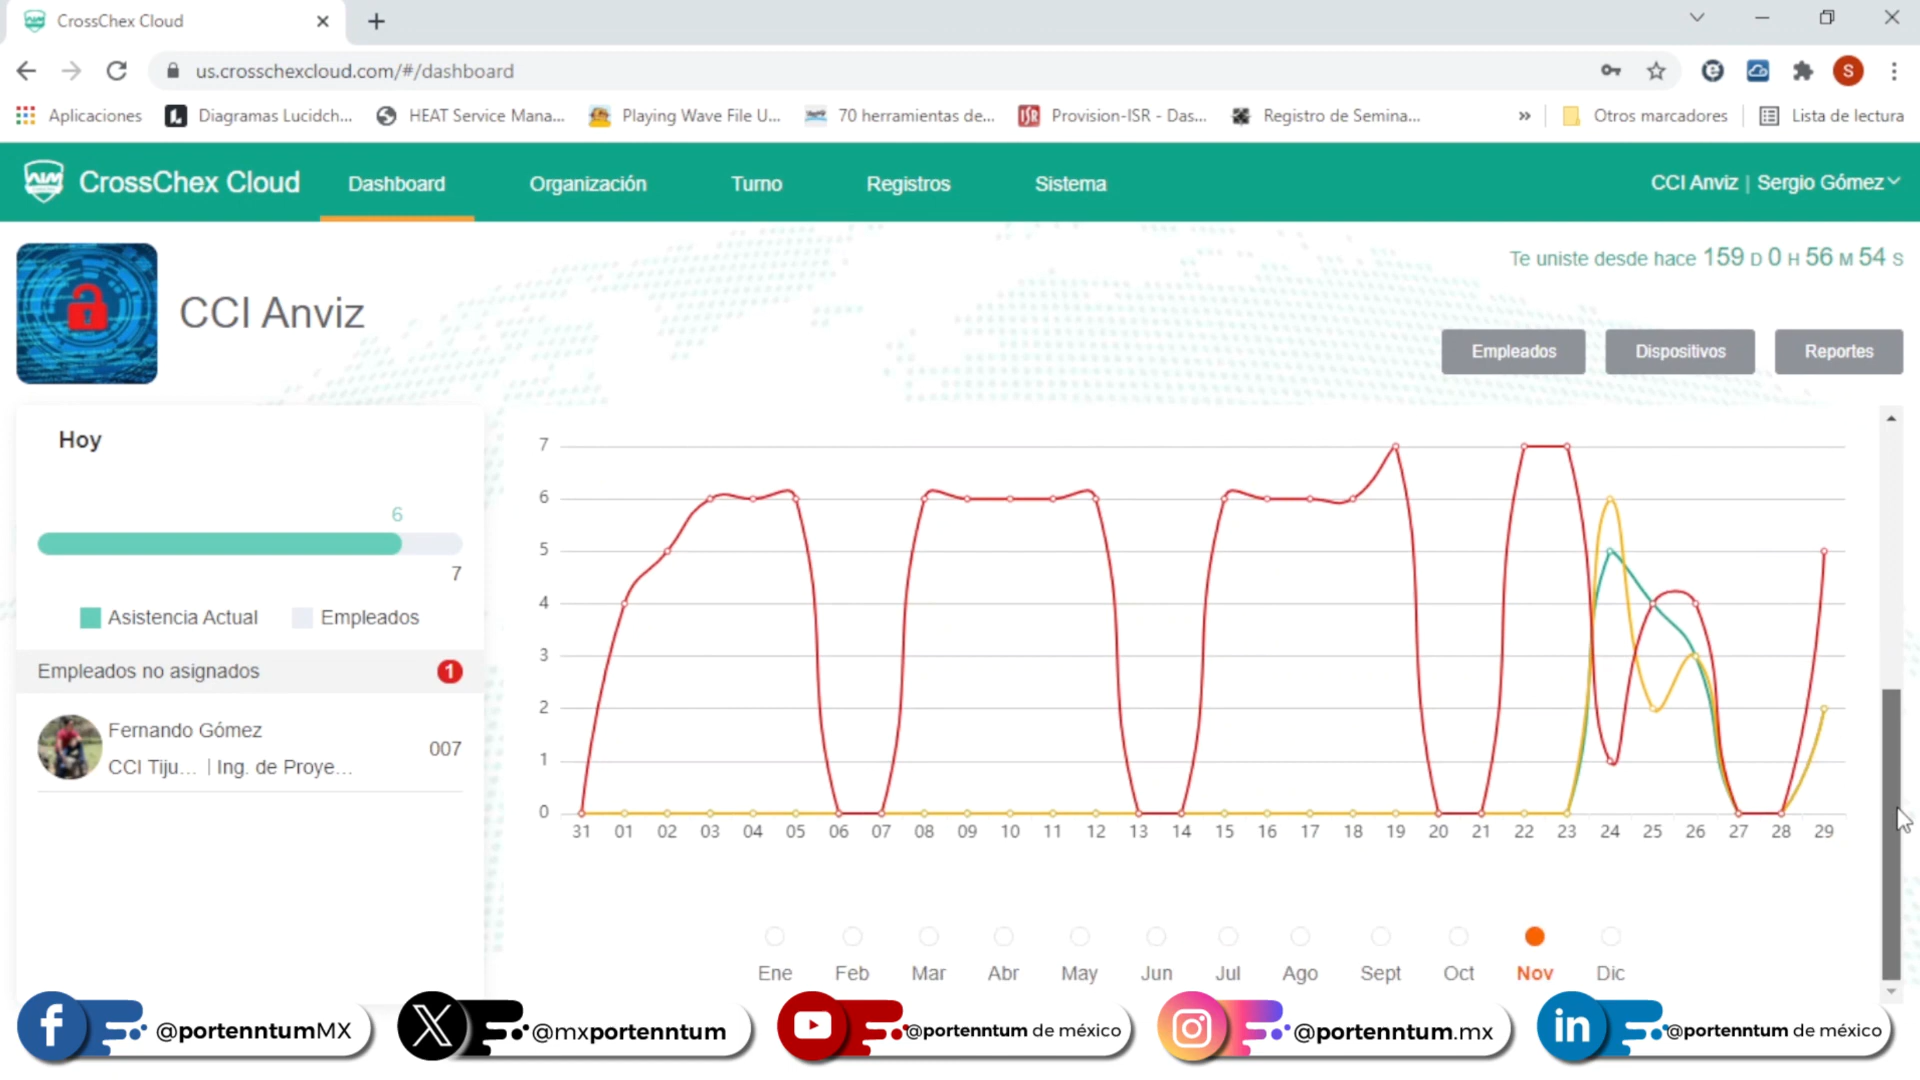 CrossChex Cloud
us.crosschexcloud.com/#/dashboard
S
Aplicaciones
Diagramas Lucidch...
HEAT Service Mana...
Playing Wave File U...
70 herramientas de...
ISR
Provision-ISR - Das...
Registro de Semina...
»
Otros marcadores
Lista de lectura
CrossChex Cloud
Dashboard
Organización
Turno
Registros
Sistema
CCI Anviz | Sergio Gómez
Te uniste desde hace 159 D 0 H 56 M 54 S
CCI Anviz
Empleados
Dispositivos
Reportes
Hoy
6
7
Asistencia Actual
Empleados
Empleados no asignados
1
Fernando Gómez
CCI Tiju... | Ing. de Proye...
007
7
6
5
4
3
2
1
0
31 01 02 03 04 05 06 07 08 09 10 11 12 13 14 15 16 17 18 19 20 21 22 23 24 25 26 27 28 29
Ene Feb Mar Abr May Jun Jul Ago Sept Oct Nov Dic
@portenntumMX
@mxportenntum
@portenntum de méxico
@portenntum.mx
in
@portenntum de méxico